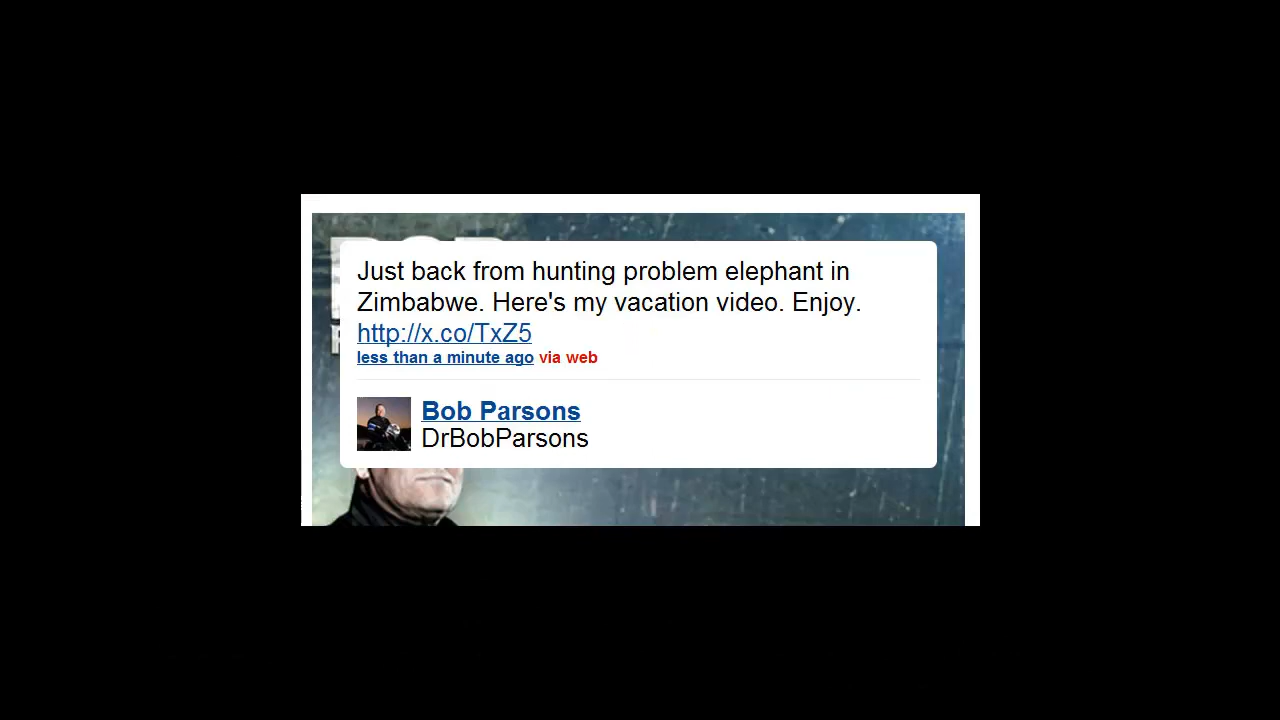 Just back from hunting problem elephant in
Zimbabwe. Here's my vacation video. Enjoy.
http://x.co/TxZ5
less than a minute ago via web
Bob Parsons
DrBobParsons